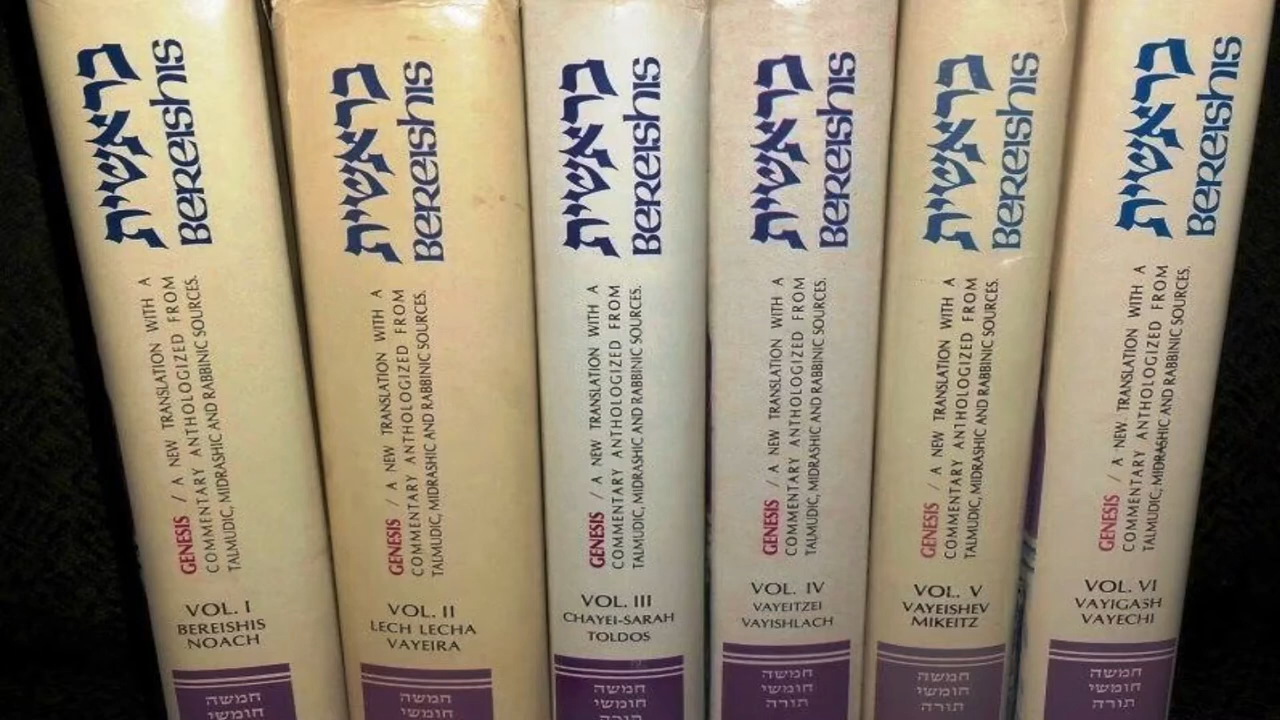 בראשית
BEREISHIS
GENESIS / A NEW TRANSLATION WITH A
COMMENTARY ANTHOLOGIZED FROM
TALMUDIC, MIDRASHIC AND RABBINIC SOURCES.
VOL. I
BEREISHIS
NOACH
חמשה
חומשי
בראשית
BEREISHIS
GENESIS / A NEW TRANSLATION WITH A
COMMENTARY ANTHOLOGIZED FROM
TALMUDIC, MIDRASHIC AND RABBINIC SOURCES.
VOL. II
LECH LECHA
VAYEIRA
חמשה
חומשי
בראשית
BEREISHIS
GENESIS / A NEW TRANSLATION WITH A
COMMENTARY ANTHOLOGIZED FROM
TALMUDIC, MIDRASHIC AND RABBINIC SOURCES.
VOL. III
CHAYEI-SARAH
TOLDOS
חמשה
חומשי
תורה
בראשית
BEREISHIS
GENESIS / A NEW TRANSLATION WITH A
COMMENTARY ANTHOLOGIZED FROM
TALMUDIC, MIDRASHIC AND RABBINIC SOURCES.
VOL. IV
VAYEITZEI
VAYISHLACH
חמשה
חומשי
תורה
בראשית
BEREISHIS
GENESIS / A NEW TRANSLATION WITH A
COMMENTARY ANTHOLOGIZED FROM
TALMUDIC, MIDRASHIC AND RABBINIC SOURCES.
VOL. V
VAYEISHEV
MIKEITZ
חמשה
חומשי
תורה
בראשית
BEREISHIS
GENESIS / A NEW TRANSLATION WITH A
COMMENTARY ANTHOLOGIZED FROM
TALMUDIC, MIDRASHIC AND RABBINIC SOURCES.
VOL. VI
VAYIGASH
VAYECHI
חמשה
חומשי
תורה